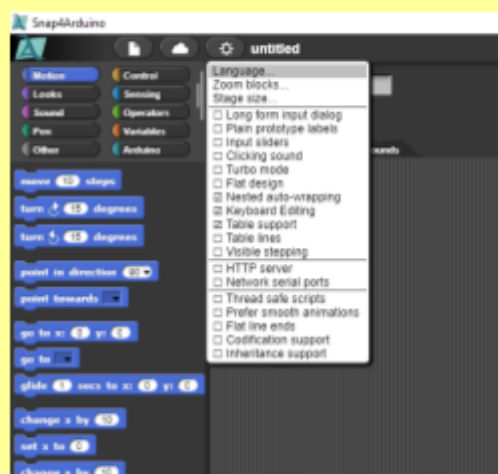 Snap4Arduino
untitled
Language...
Zoom blocks...
Stage size...
Long form input dialog
Plain prototype labels
Input sliders
Clicking sound
Turbo mode
Flat design
Nested auto-wrapping
Keyboard Editing
Table support
Table lines
Visible stepping
HTTP server
Network serial ports
Thread safe scripts
Prefer smooth animations
Flat line ends
Codification support
Inheritance support
Motion Control
Looks Sensing
Sound Operators
Pen Variables
Other Arduino
ounds
move 10 steps
turn 15 degrees
turn 15 degrees
point in direction 90
point towards
go to x: 0 y: 0
go to
glide 1 secs to x: 0 y: 0
change x by 10
set x to 0
change y by 10